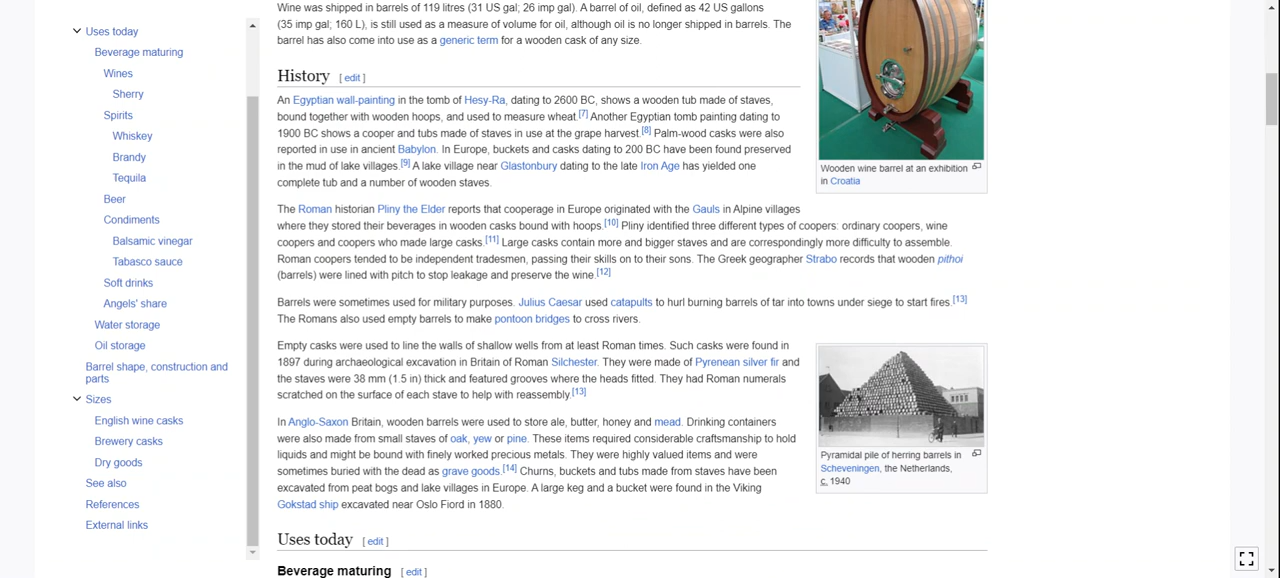 Uses today
Beverage maturing
Wines
Sherry
Spirits
Whiskey
Brandy
Tequila
Beer
Condiments
Balsamic vinegar
Tabasco sauce
Soft drinks
Angels' share
Water storage
Oil storage
Barrel shape, construction and
parts
Sizes
English wine casks
Brewery casks
Dry goods
See also
References
External links
Wine was shipped in barrels of 119 litres (31 US gal; 26 imp gal). A barrel of oil, defined as 42 US gallons
(35 imp gal; 160 L), is still used as a measure of volume for oil, although oil is no longer shipped in barrels. The
barrel has also come into use as a generic term for a wooden cask of any size.
History [ edit ]
An Egyptian wall-painting in the tomb of Hesy-Ra, dating to 2600 BC, shows a wooden tub made of staves,
bound together with wooden hoops, and used to measure wheat.[7] Another Egyptian tomb painting dating to
1900 BC shows a cooper and tubs made of staves in use at the grape harvest.[8] Palm-wood casks were also
reported in use in ancient Babylon. In Europe, buckets and casks dating to 200 BC have been found preserved
in the mud of lake villages.[9] A lake village near Glastonbury dating to the late Iron Age has yielded one
complete tub and a number of wooden staves.
The Roman historian Pliny the Elder reports that cooperage in Europe originated with the Gauls in Alpine villages
where they stored their beverages in wooden casks bound with hoops.[10] Pliny identified three different types of coopers: ordinary coopers, wine
coopers and coopers who made large casks.[11] Large casks contain more and bigger staves and are correspondingly more difficulty to assemble.
Roman coopers tended to be independent tradesmen, passing their skills on to their sons. The Greek geographer Strabo records that wooden pithoi
(barrels) were lined with pitch to stop leakage and preserve the wine.[12]
Barrels were sometimes used for military purposes. Julius Caesar used catapults to hurl burning barrels of tar into towns under siege to start fires.[13]
The Romans also used empty barrels to make pontoon bridges to cross rivers.
Empty casks were used to line the walls of shallow wells from at least Roman times. Such casks were found in
1897 during archaeological excavation in Britain of Roman Silchester. They were made of Pyrenean silver fir and
the staves were 38 mm (1.5 in) thick and featured grooves where the heads fitted. They had Roman numerals
scratched on the surface of each stave to help with reassembly.[13]
In Anglo-Saxon Britain, wooden barrels were used to store ale, butter, honey and mead. Drinking containers
were also made from small staves of oak, yew or pine. These items required considerable craftsmanship to hold
liquids and might be bound with finely worked precious metals. They were highly valued items and were
sometimes buried with the dead as grave goods.[14] Churns, buckets and tubs made from staves have been
excavated from peat bogs and lake villages in Europe. A large keg and a bucket were found in the Viking
Gokstad ship excavated near Oslo Fiord in 1880.
Uses today [ edit ]
Beverage maturing [ edit ]
Wooden wine barrel at an exhibition
in Croatia
Pyramidal pile of herring barrels in
Scheveningen, the Netherlands,
c. 1940